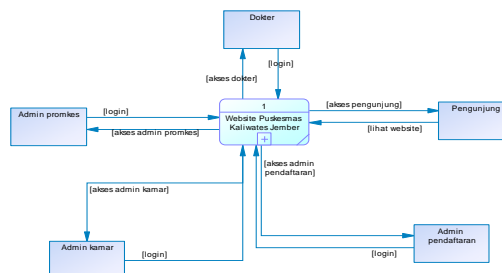 Dokter
[login]
[akses dokter]
Admin promkes
[login]
[akses admin promkes]
1
Website Puskesmas
Kaliwates Jember
[akses pengunjung]
[lihat website]
Pengunjung
[akses admin
pendaftaran]
[akses admin kamar]
Admin kamar
[login]
Admin
pendaftaran
[login]